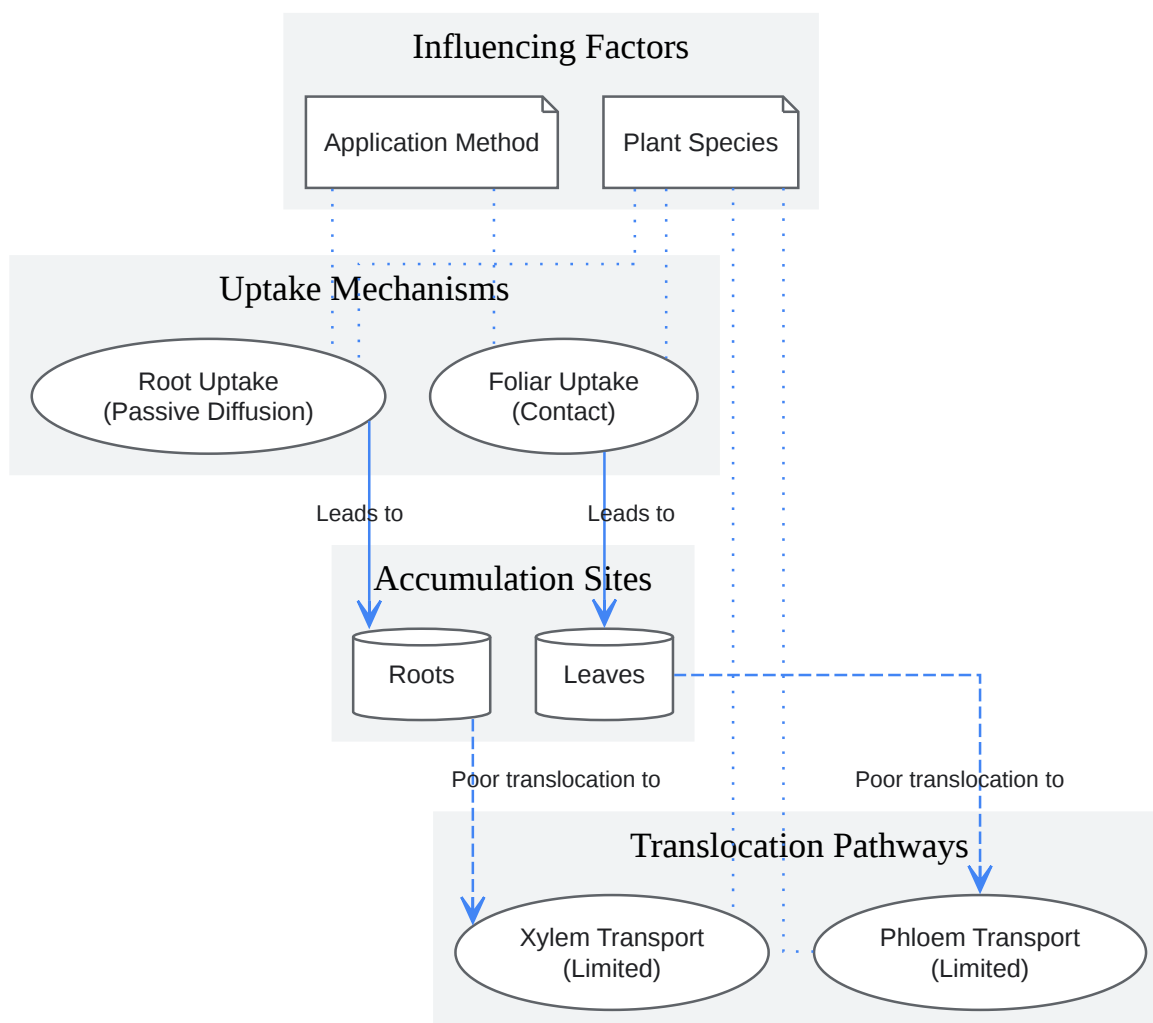 Influencing Factors
Application Method
Plant Species
Uptake Mechanisms
Root Uptake
(Passive Diffusion)
Foliar Uptake
(Contact)
Leads to
Leads to
Accumulation Sites
Roots
Leaves
Poor translocation to
Poor translocation to
Translocation Pathways
Xylem Transport
(Limited)
Phloem Transport
(Limited)